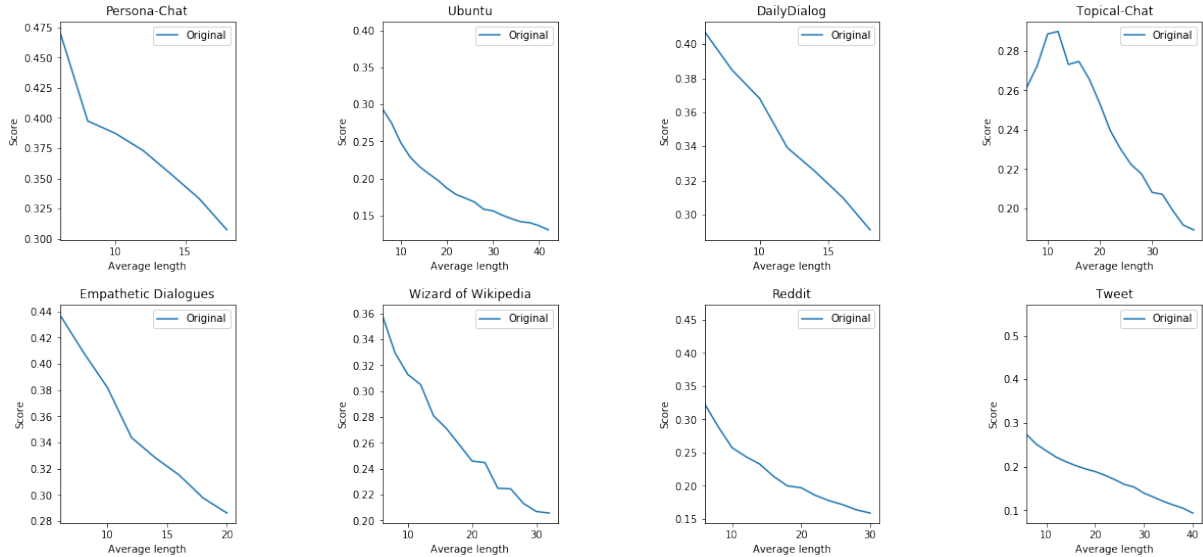 Persona-Chat
Original
0.475
0.450
0.425
0.400
0.375
0.350
0.325
0.300
Score
10
15
Average length
Ubuntu
Original
0.40
0.35
0.30
0.25
0.20
0.15
Score
10
20
30
40
Average length
DailyDialog
Original
0.40
0.38
0.36
0.34
0.32
0.30
Score
10
15
Average length
Topical-Chat
Original
0.28
0.26
0.24
0.22
0.20
Score
10
20
30
Average length
Empathetic Dialogues
Original
0.44
0.42
0.40
0.38
0.36
0.34
0.32
0.30
0.28
Score
10
15
20
Average length
Wizard of Wikipedia
Original
0.36
0.34
0.32
0.30
0.28
0.26
0.24
0.22
0.20
Score
10
20
30
Average length
Reddit
Original
0.45
0.40
0.35
0.30
0.25
0.20
0.15
Score
10
20
30
Average length
Tweet
Original
0.5
0.4
0.3
0.2
0.1
Score
10
20
30
40
Average length